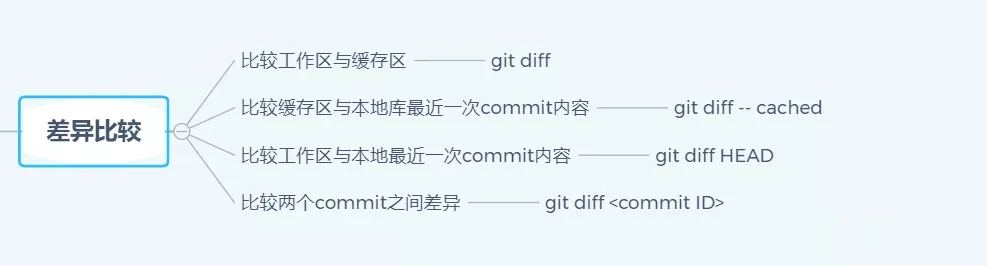 差异比较
比较工作区与缓存区 git diff
比较缓存区与本地库最近一次commit内容 git diff -- cached
比较工作区与本地最近一次commit内容 git diff HEAD
比较两个commit之间差异 git diff <commit ID>